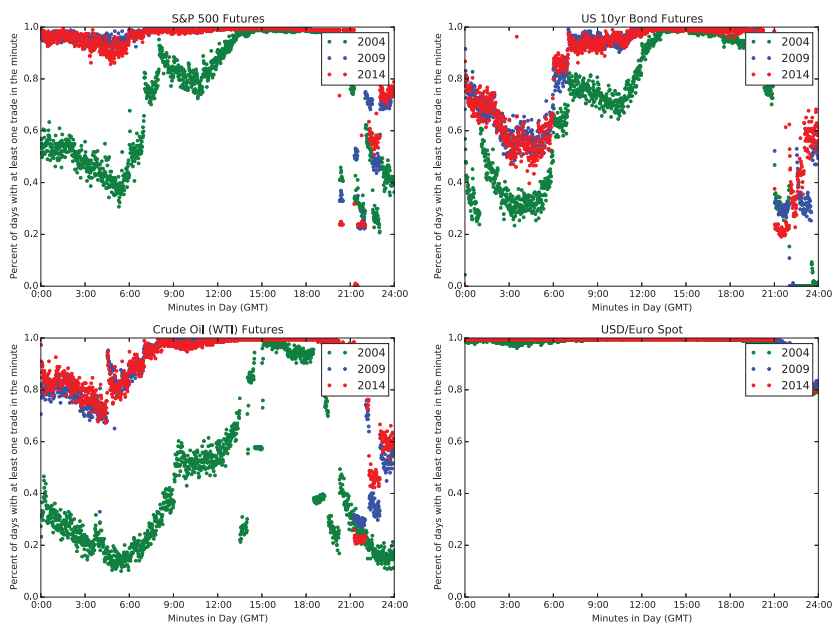 S&P 500 Futures
Percent of days with at least one trade in the minute
1.0
0.8
0.6
0.4
0.2
0.0
0:00 3:00 6:00 9:00 12:00 15:00 18:00 21:00 24:00
Minutes in Day (GMT)
2004
2009
2014
US 10yr Bond Futures
Percent of days with at least one trade in the minute
1.0
0.8
0.6
0.4
0.2
0.0
0:00 3:00 6:00 9:00 12:00 15:00 18:00 21:00 24:00
Minutes in Day (GMT)
2004
2009
2014
Crude Oil (WTI) Futures
Percent of days with at least one trade in the minute
1.0
0.8
0.6
0.4
0.2
0.0
0:00 3:00 6:00 9:00 12:00 15:00 18:00 21:00 24:00
Minutes in Day (GMT)
2004
2009
2014
USD/Euro Spot
Percent of days with at least one trade in the minute
1.0
0.8
0.6
0.4
0.2
0.0
0:00 3:00 6:00 9:00 12:00 15:00 18:00 21:00 24:00
Minutes in Day (GMT)
2004
2009
2014